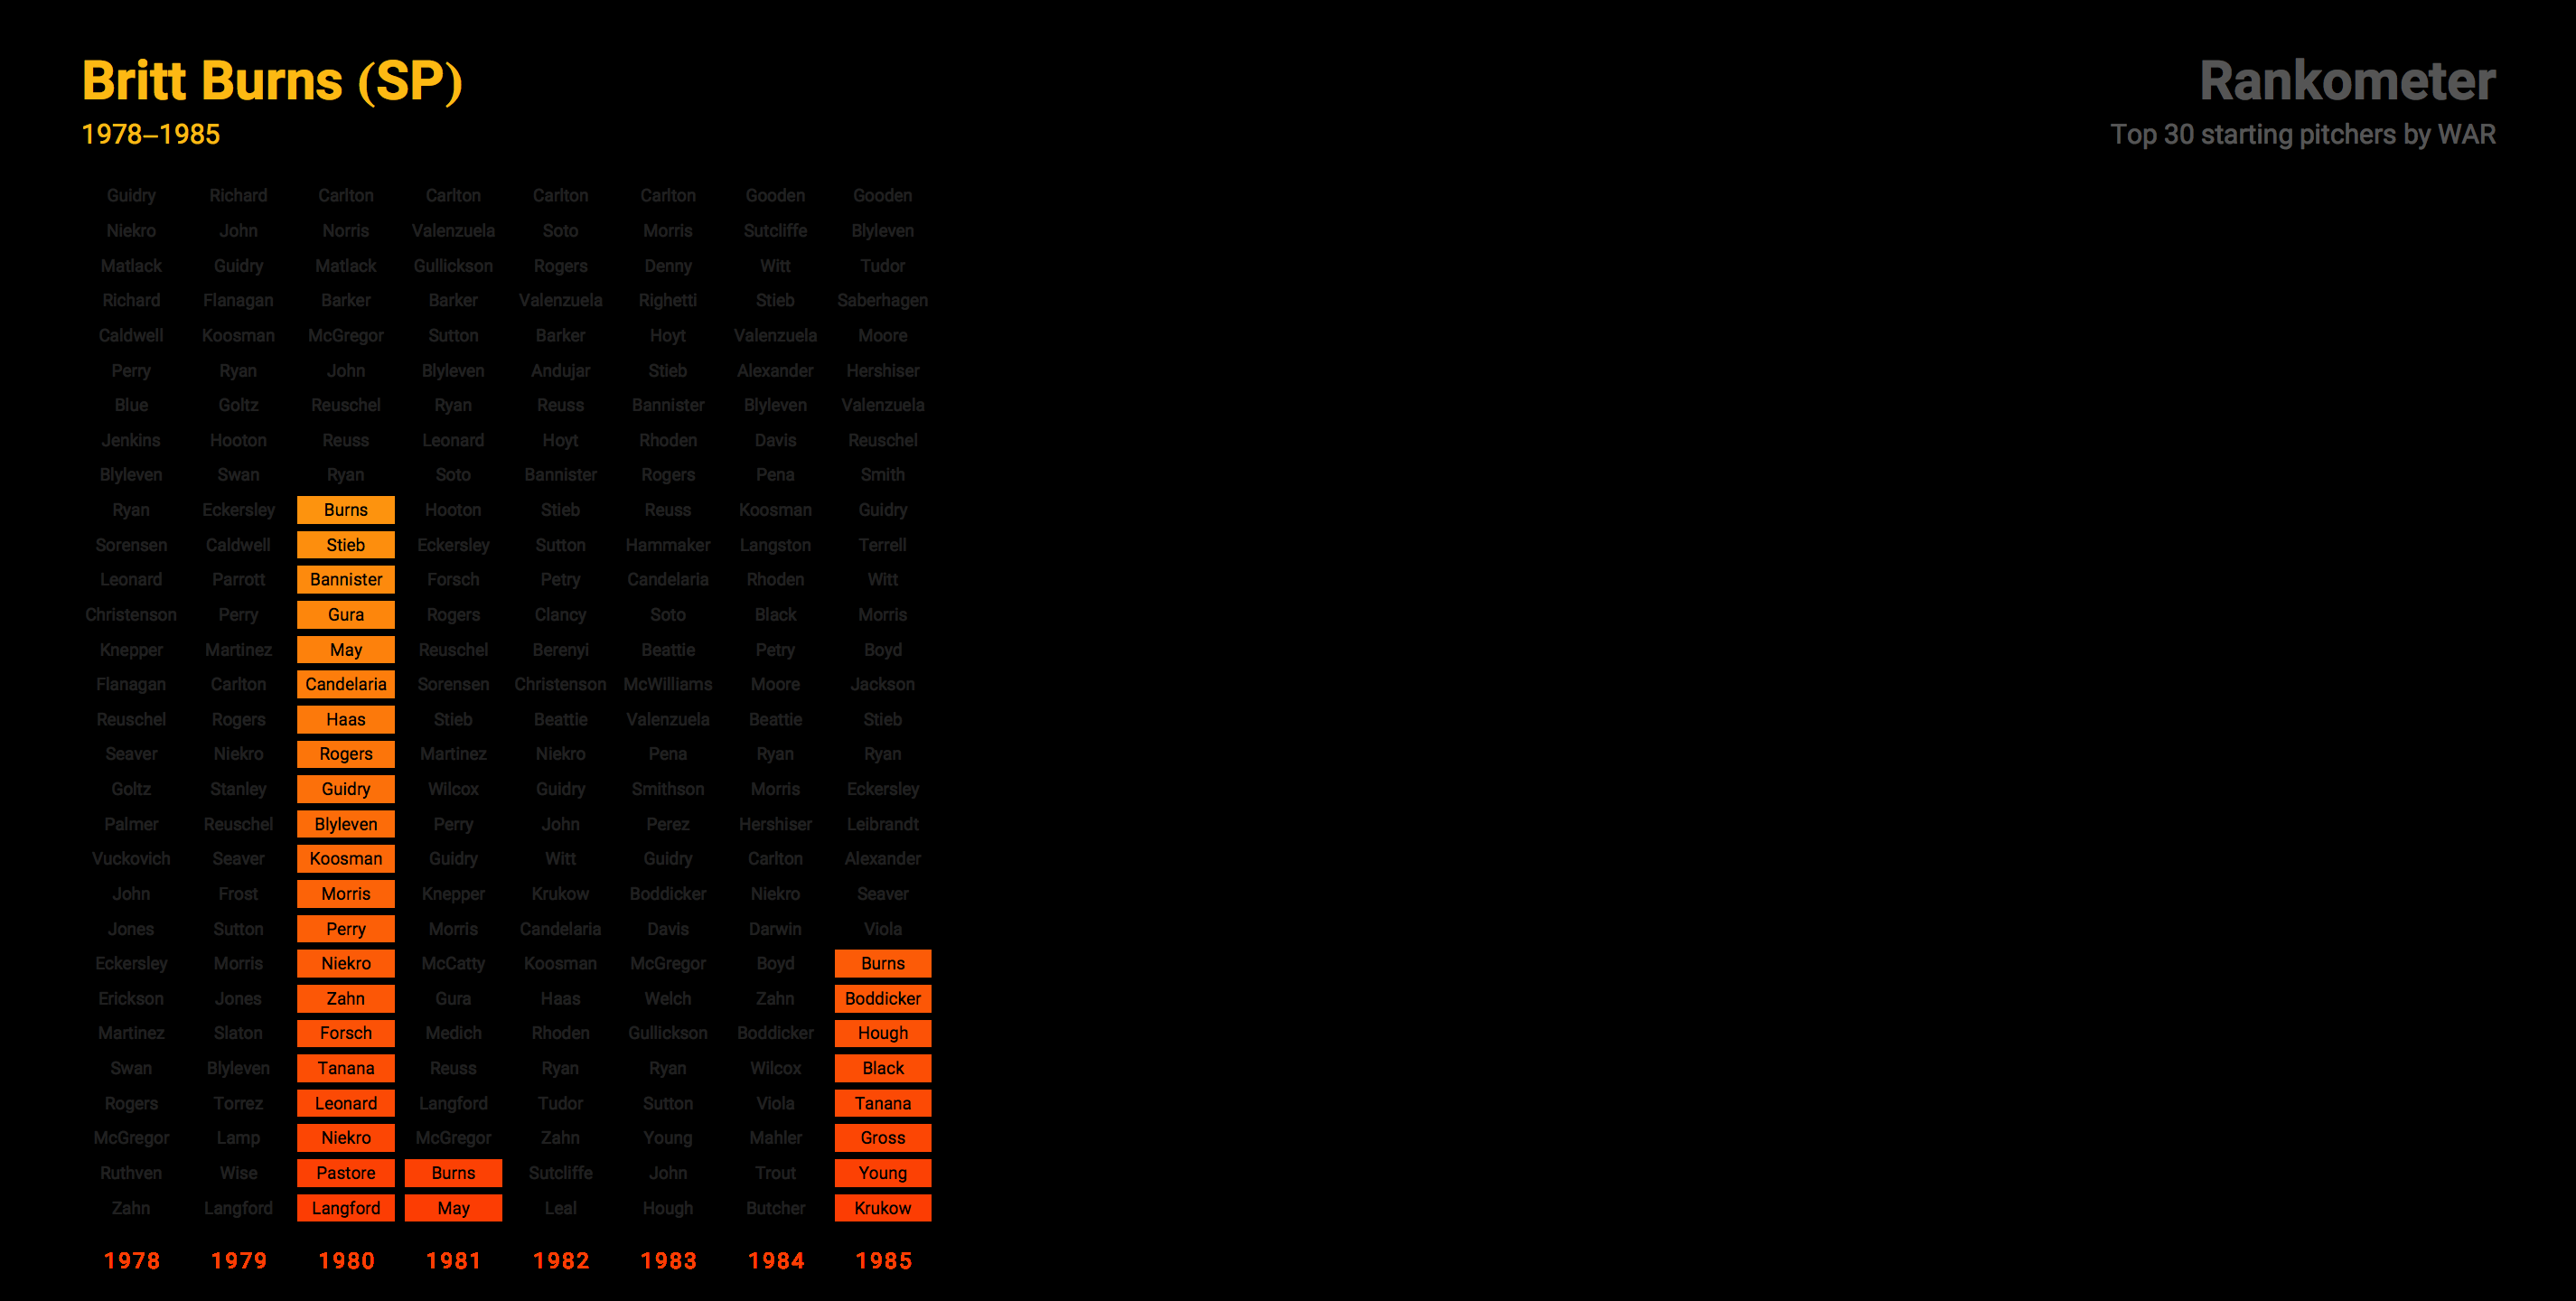 Britt Burns (SP)
1978–1985
Rankometer
Top 30 starting pitchers by WAR
Guidry Richard Carlton Carlton Carlton Carlton Gooden Gooden
Niekro John Norris Valenzuela Soto Morris Sutcliffe Blyleven
Matlack Guidry Matlack Gullickson Rogers Denny Witt Tudor
Richard Flanagan Barker Barker Valenzuela Righetti Stieb Saberhagen
Caldwell Koosman McGregor Sutton Barker Hoyt Valenzuela Moore
Perry Ryan John Blyleven Andujar Stieb Alexander Hershiser
Blue Goltz Reuschel Ryan Reuss Bannister Blyleven Valenzuela
Jenkins Hooton Reuss Leonard Hoyt Rhoden Davis Reuschel
Blyleven Swan Ryan Soto Bannister Rogers Pena Smith
Ryan Eckersley Burns Hooton Stieb Reuss Koosman Guidry
Sorensen Caldwell Stieb Eckersley Sutton Hammaker Langston Terrell
Leonard Parrott Bannister Forsch Petry Candelaria Rhoden Witt
Christenson Perry Gura Rogers Clancy Soto Black Morris
Knepper Martinez May Reuschel Berenyi Beattie Petry Boyd
Flanagan Carlton Candelaria Sorensen Christenson McWilliams Moore Jackson
Reuschel Rogers Haas Stieb Beattie Valenzuela Beattie Stieb
Seaver Niekro Rogers Martinez Niekro Pena Ryan Ryan
Goltz Stanley Guidry Wilcox Guidry Smithson Morris Eckersley
Palmer Reuschel Blyleven Perry John Perez Hershiser Leibrandt
Vuckovich Seaver Koosman Guidry Witt Guidry Carlton Alexander
John Frost Morris Knepper Krukow Boddicker Niekro Seaver
Jones Sutton Perry Morris Candelaria Davis Darwin Viola
Eckersley Morris Niekro McCatty Koosman McGregor Boyd Burns
Erickson Jones Zahn Gura Haas Welch Zahn Boddicker
Martinez Slaton Forsch Medich Rhoden Gullickson Boddicker Hough
Swan Blyleven Tanana Reuss Ryan Ryan Wilcox Black
Rogers Torrez Leonard Langford Tudor Sutton Viola Tanana
McGregor Lamp Niekro McGregor Zahn Young Mahler Gross
Ruthven Wise Pastore Burns Sutcliffe John Trout Young
Zahn Langford Langford May Leal Hough Butcher Krukow
1978 1979 1980 1981 1982 1983 1984 1985